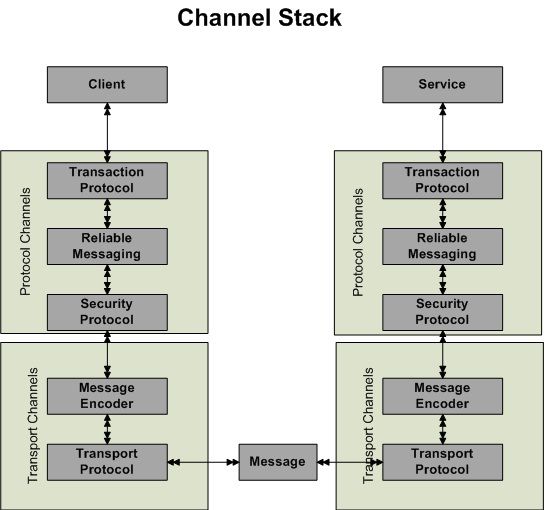 Channel Stack
Client
Service
Protocol Channels
Transaction
Protocol
Reliable
Messaging
Security
Protocol
Protocol Channels
Transaction
Protocol
Reliable
Messaging
Security
Protocol
Transport Channels
Message
Encoder
Transport
Protocol
Message
Transport Channels
Message
Encoder
Transport
Protocol